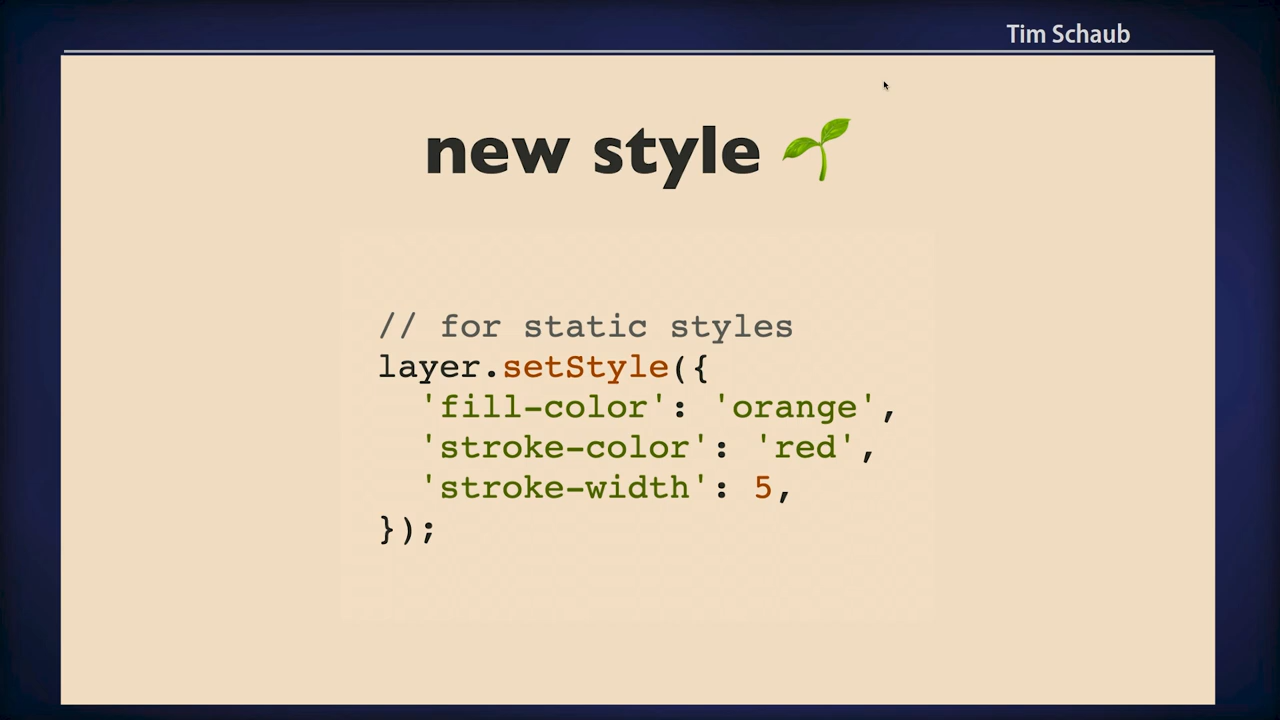 Tim Schaub
new style 🌱
// for static styles
layer.setStyle({
  'fill-color': 'orange',
  'stroke-color': 'red',
  'stroke-width': 5,
});